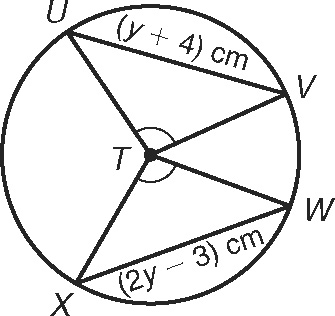 U
(y + 4) cm
V
T
W
(2y − 3) cm
X